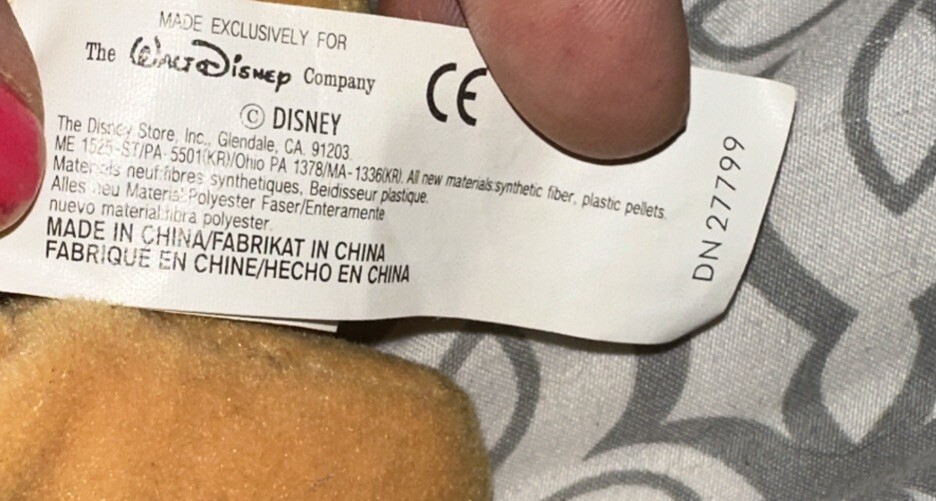 MADE EXCLUSIVELY FOR
The Walt Disney Company
CE
© DISNEY
The Disney Store, Inc., Glendale, CA. 91203.
ME 1525-ST/PA-5501(KR)/Ohio PA 1378/MA-1336(KR). All new materials:synthetic fiber, plastic pellets.
Materials neuf:fibres synthetiques, Beidisseur plastique.
Alles neu Material Polyester Faser/Enteramente
nuevo material:fibra polyester.
MADE IN CHINA/FABRIKAT IN CHINA
FABRIQUÉ EN CHINE/HECHO EN CHINA
DN 27799